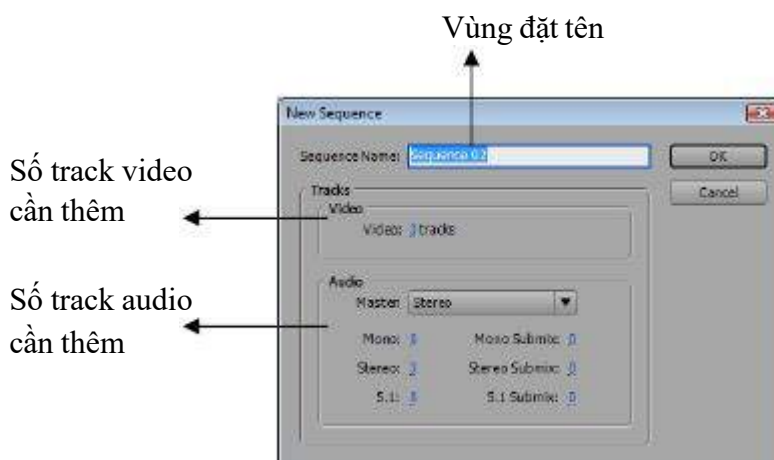 Vùng đặt tên
New Sequence
Sequence Name: Sequence 02
OK
Cancel
Số track video
cần thêm
Tracks
Video
Video: 3 tracks
Số track audio
cần thêm
Audio
Master: Stereo
Mono: Mono Submix: 0
Stereo: 3 Stereo Submix: 0
5.1: 5.1 Submix: 0